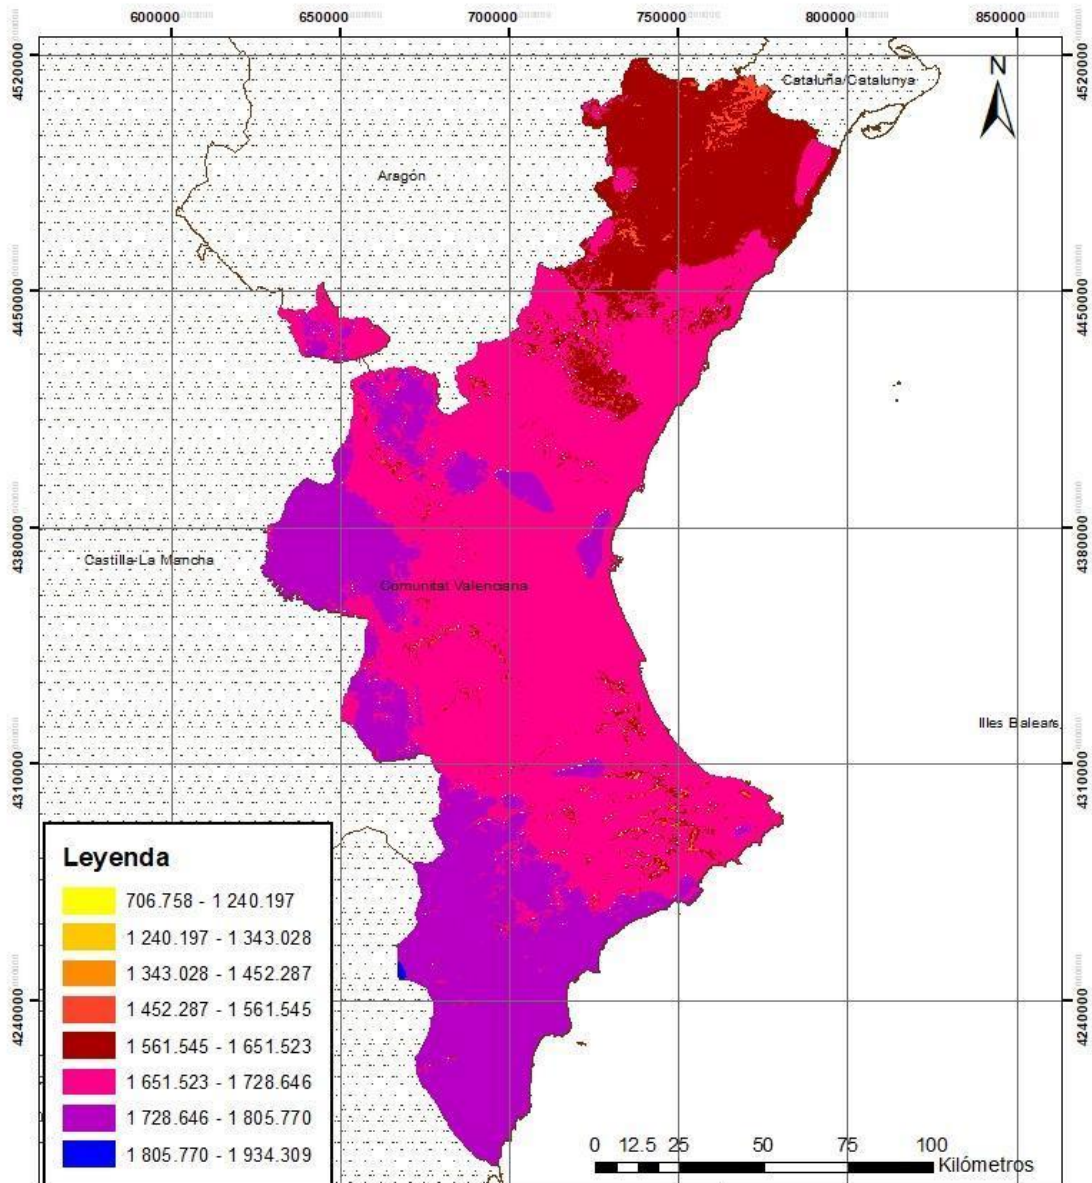 600000 650000 700000 750000 800000 850000
4520000
4520000
Cataluña/Catalunya
N
Aragón
4450000
4450000
4380000
4380000
Castilla-La Mancha
Comunitat Valenciana
Illes Balears
4310000
4310000
Leyenda
706.758 - 1 240.197
1 240.197 - 1 343.028
1 343.028 - 1 452.287
1 452.287 - 1 561.545
1 561.545 - 1 651.523
1 651.523 - 1 728.646
1 728.646 - 1 805.770
1 805.770 - 1 934.309
4240000
4240000
0 12.5 25 50 75 100
Kilómetros